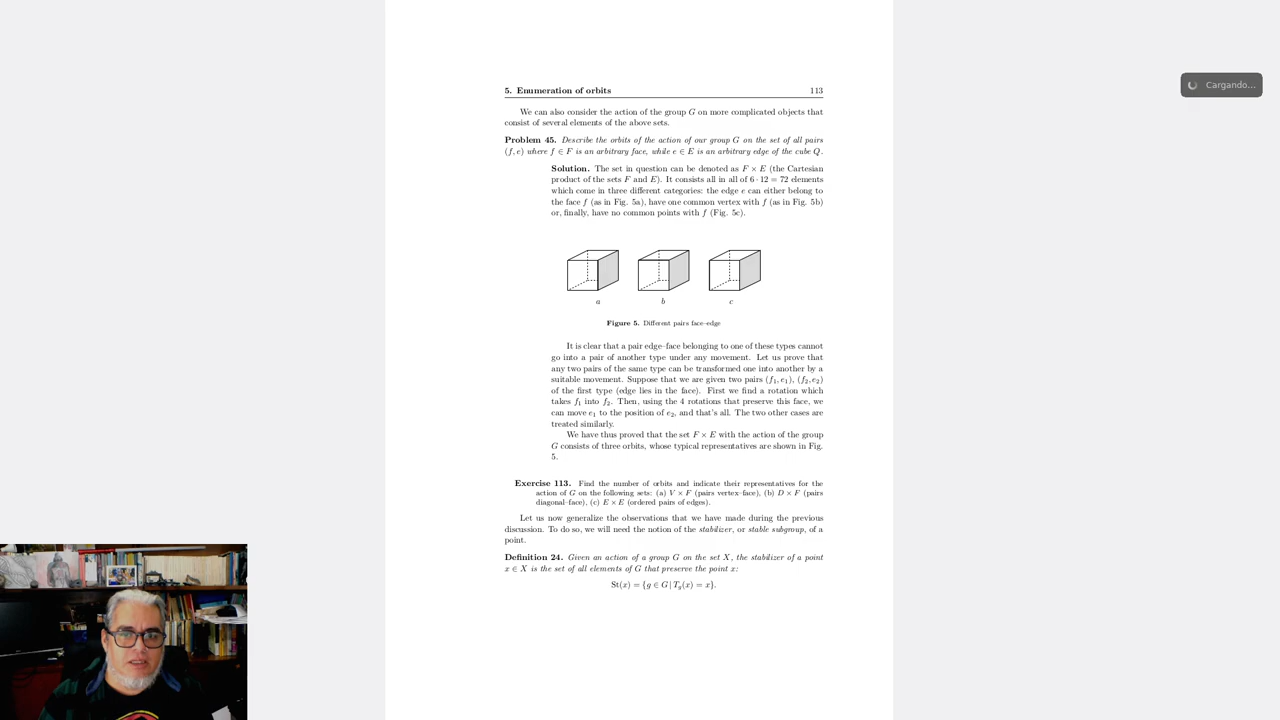 5. Enumeration of orbits 113
We can also consider the action of the group G on more complicated objects that
consist of several elements of the above sets.
Problem 45. Describe the orbits of the action of our group G on the set of all pairs
(f, e) where f ∈ F is an arbitrary face, while e ∈ E is an arbitrary edge of the cube Q.
Solution. The set in question can be denoted as F × E (the Cartesian
product of the sets F and E). It consists all in all of 6 · 12 = 72 elements
which come in three different categories: the edge e can either belong to
the face f (as in Fig. 5a), have one common vertex with f (as in Fig. 5b)
or, finally, have no common points with f (Fig. 5c).
a b c
Figure 5. Different pairs face–edge
It is clear that a pair edge–face belonging to one of these types cannot
go into a pair of another type under any movement. Let us prove that
any two pairs of the same type can be transformed one into another by a
suitable movement. Suppose that we are given two pairs (f₁, e₁), (f₂, e₂)
of the first type (edge lies in the face). First we find a rotation which
takes f₁ into f₂. Then, using the 4 rotations that preserve this face, we
can move e₁ to the position of e₂, and that's all. The two other cases are
treated similarly.
We have thus proved that the set F × E with the action of the group
G consists of three orbits, whose typical representatives are shown in Fig.
5.
Exercise 113. Find the number of orbits and indicate their representatives for the
action of G on the following sets: (a) V × F (pairs vertex–face), (b) D × F (pairs
diagonal–face), (c) E × E (ordered pairs of edges).
Let us now generalize the observations that we have made during the previous
discussion. To do so, we will need the notion of the stabilizer, or stable subgroup, of a
point.
Definition 24. Given an action of a group G on the set X, the stabilizer of a point
x ∈ X is the set of all elements of G that preserve the point x:
St(x) = {g ∈ G | T_g(x) = x}.
Cargando...